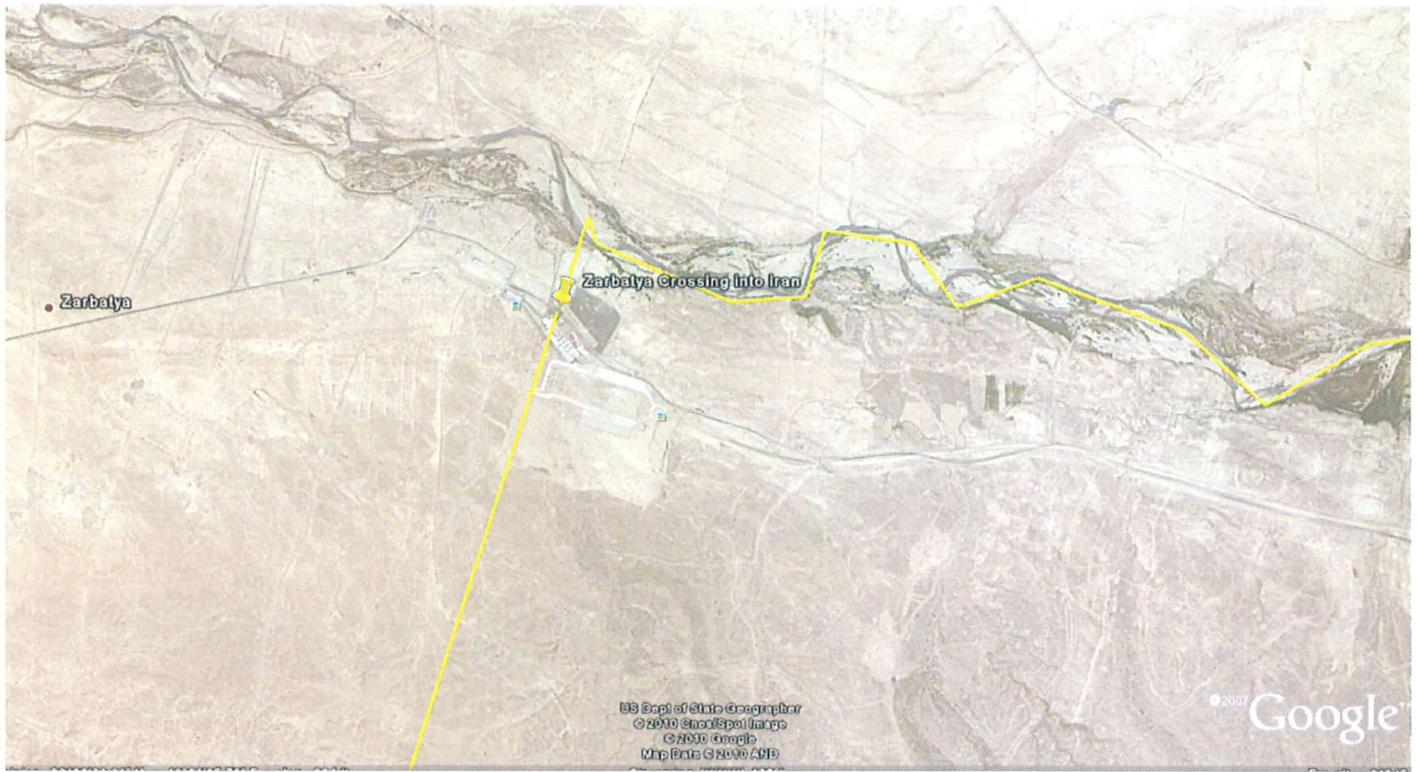 Zarbatya Crossing into Iran
Zarbatya
US Dept of State Geographer
© 2010 Cnes/Spot Image
© 2010 Google
Map Data © 2010 AND
©2007 Google™